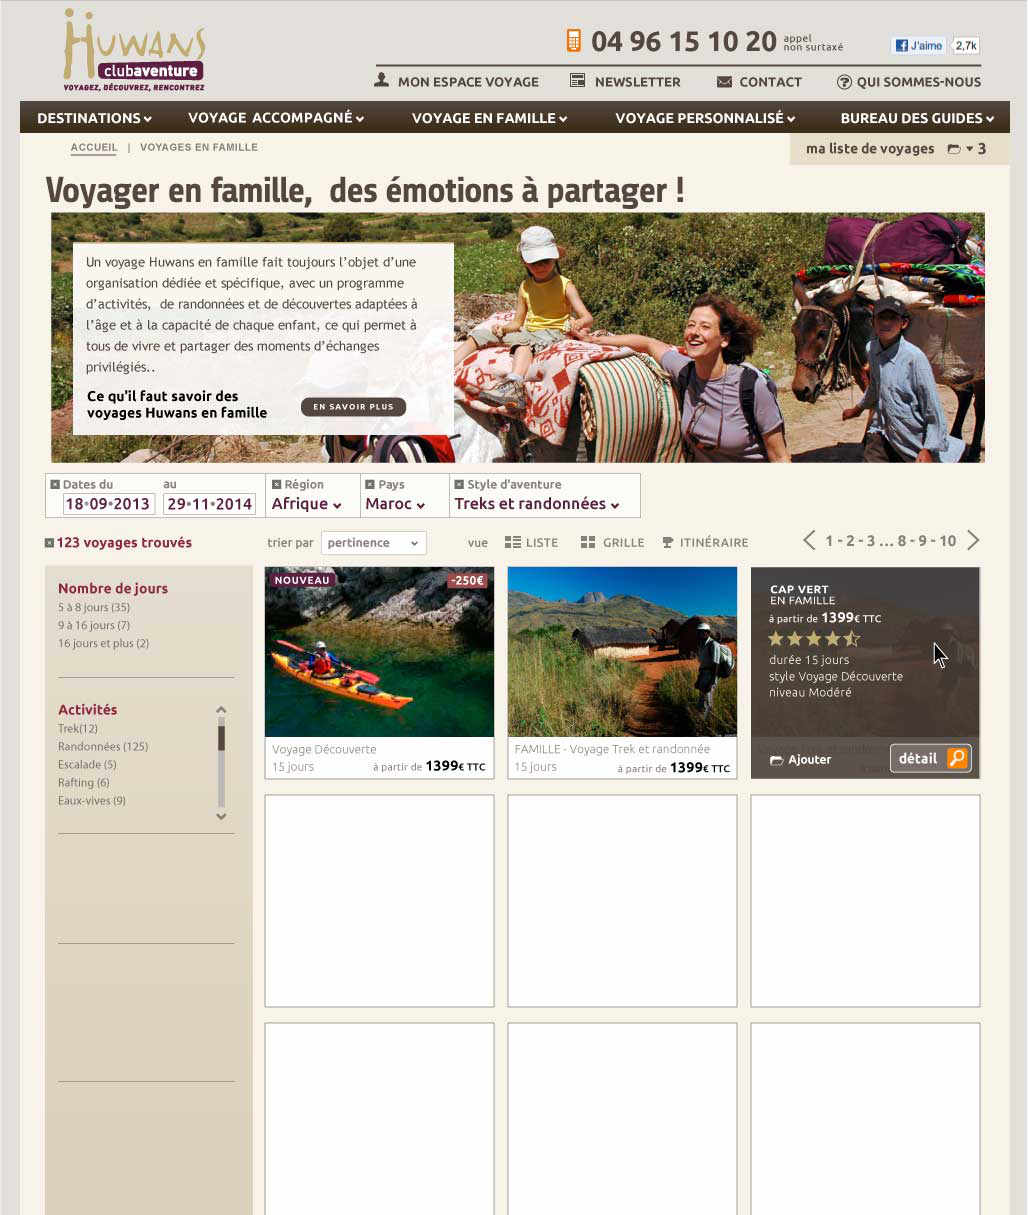 HUWANS
clubaventure
VOYAGEZ, DÉCOUVREZ, RENCONTREZ
04 96 15 10 20 appel non surtaxé
J'aime 2,7k
MON ESPACE VOYAGE NEWSLETTER CONTACT QUI SOMMES-NOUS
DESTINATIONS VOYAGE ACCOMPAGNÉ VOYAGE EN FAMILLE VOYAGE PERSONNALISÉ BUREAU DES GUIDES
ACCUEIL | VOYAGES EN FAMILLE
ma liste de voyages 3
Voyager en famille, des émotions à partager !
Un voyage Huwans en famille fait toujours l'objet d'une
organisation dédiée et spécifique, avec un programme
d'activités, de randonnées et de découvertes adaptées à
l'âge et à la capacité de chaque enfant, ce qui permet à
tous de vivre et partager des moments d'échanges
privilégiés..
Ce qu'il faut savoir des
voyages Huwans en famille
EN SAVOIR PLUS
Dates du au Région Pays Style d'aventure
18•09•2013 29•11•2014 Afrique Maroc Treks et randonnées
123 voyages trouvés
trier par pertinence vue LISTE GRILLE ITINÉRAIRE 1 - 2 - 3 ... 8 - 9 - 10
Nombre de jours
5 à 8 jours (35)
9 à 16 jours (7)
16 jours et plus (2)
Activités
Trek(12)
Randonnées (125)
Escalade (5)
Rafting (6)
Eaux-vives (9)
NOUVEAU -250€
Voyage Découverte
15 jours à partir de 1399€ TTC
FAMILLE - Voyage Trek et randonnée
15 jours à partir de 1399€ TTC
CAP VERT
EN FAMILLE
à partir de 1399€ TTC
durée 15 jours
style Voyage Découverte
niveau Modéré
Ajouter détail